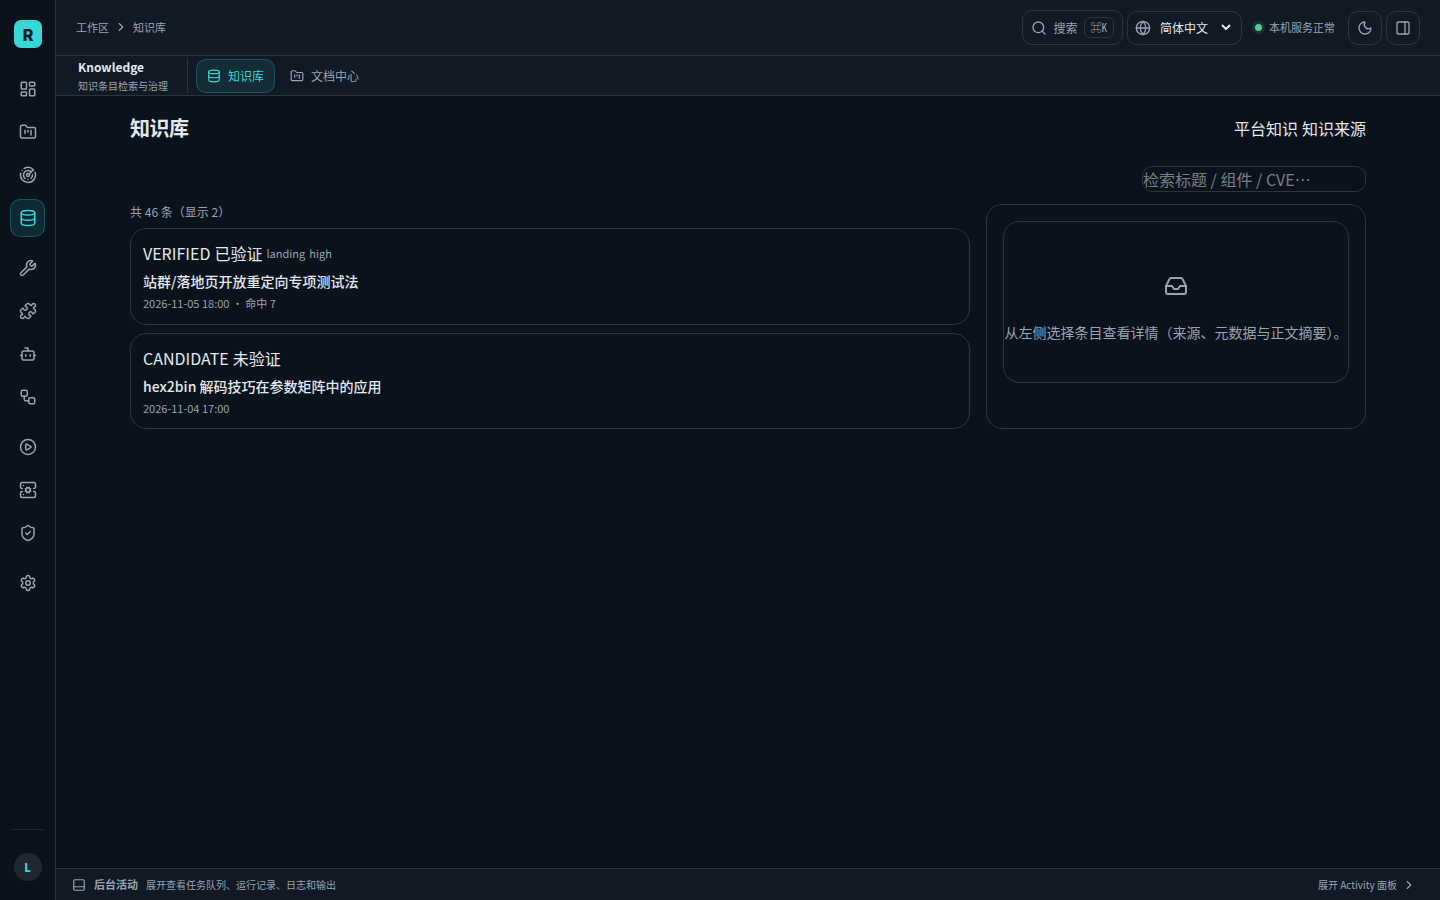 R
工作区 > 知识库
搜索 ⌘K
简体中文
本机服务正常
Knowledge
知识条目检索与治理
知识库
文档中心
知识库
平台知识 知识来源
检索标题 / 组件 / CVE…
共 46 条（显示 2）
VERIFIED 已验证 landing high
站群/落地页开放重定向专项测试法
2026-11-05 18:00 · 命中 7
CANDIDATE 未验证
hex2bin 解码技巧在参数矩阵中的应用
2026-11-04 17:00
从左侧选择条目查看详情（来源、元数据与正文摘要）。
L
后台活动 展开查看任务队列、运行记录、日志和输出
展开 Activity 面板